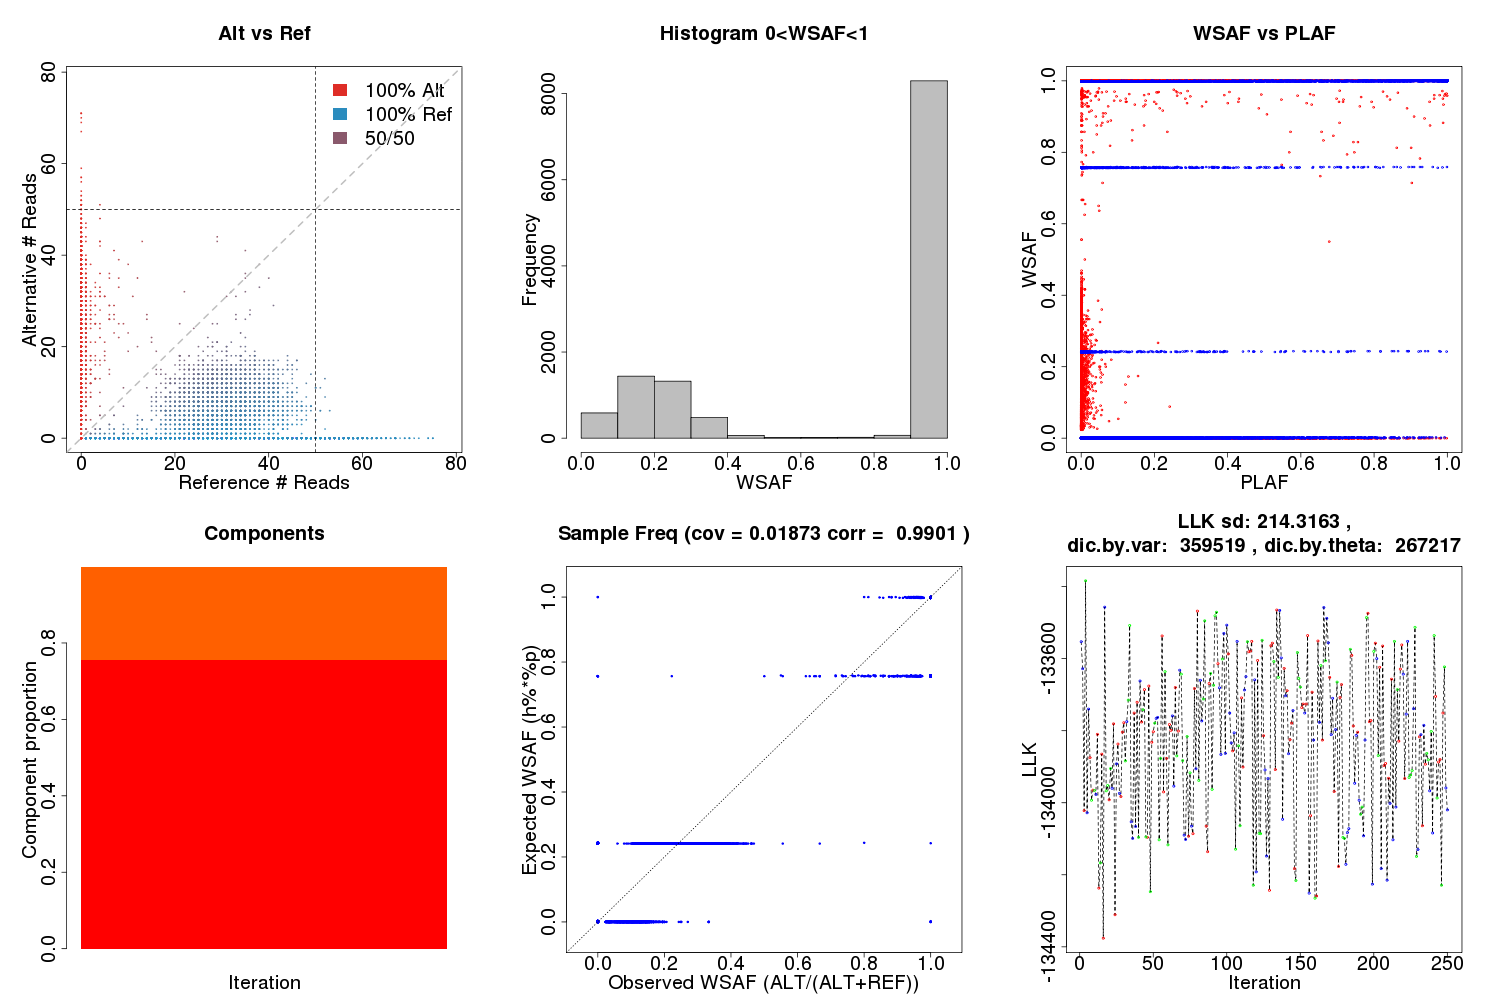 Alt vs Ref
80
60
40
20
0
Alternative # Reads
100% Alt
100% Ref
50/50
0 20 40 60 80
Reference # Reads
Histogram 0<WSAF<1
8000
6000
4000
2000
0
Frequency
0.0 0.2 0.4 0.6 0.8 1.0
WSAF
WSAF vs PLAF
1.0
0.8
0.6
0.4
0.2
0.0
WSAF
0.0 0.2 0.4 0.6 0.8 1.0
PLAF
Components
0.8
0.6
0.4
0.2
0.0
Component proportion
Iteration
Sample Freq (cov = 0.01873 corr = 0.9901 )
1.0
0.8
0.6
0.4
0.2
0.0
Expected WSAF (h%*%p)
0.0 0.2 0.4 0.6 0.8 1.0
Observed WSAF (ALT/(ALT+REF))
LLK sd: 214.3163 ,
dic.by.var: 359519 , dic.by.theta: 267217
-133600
-134000
-134400
LLK
0 50 100 150 200 250
Iteration